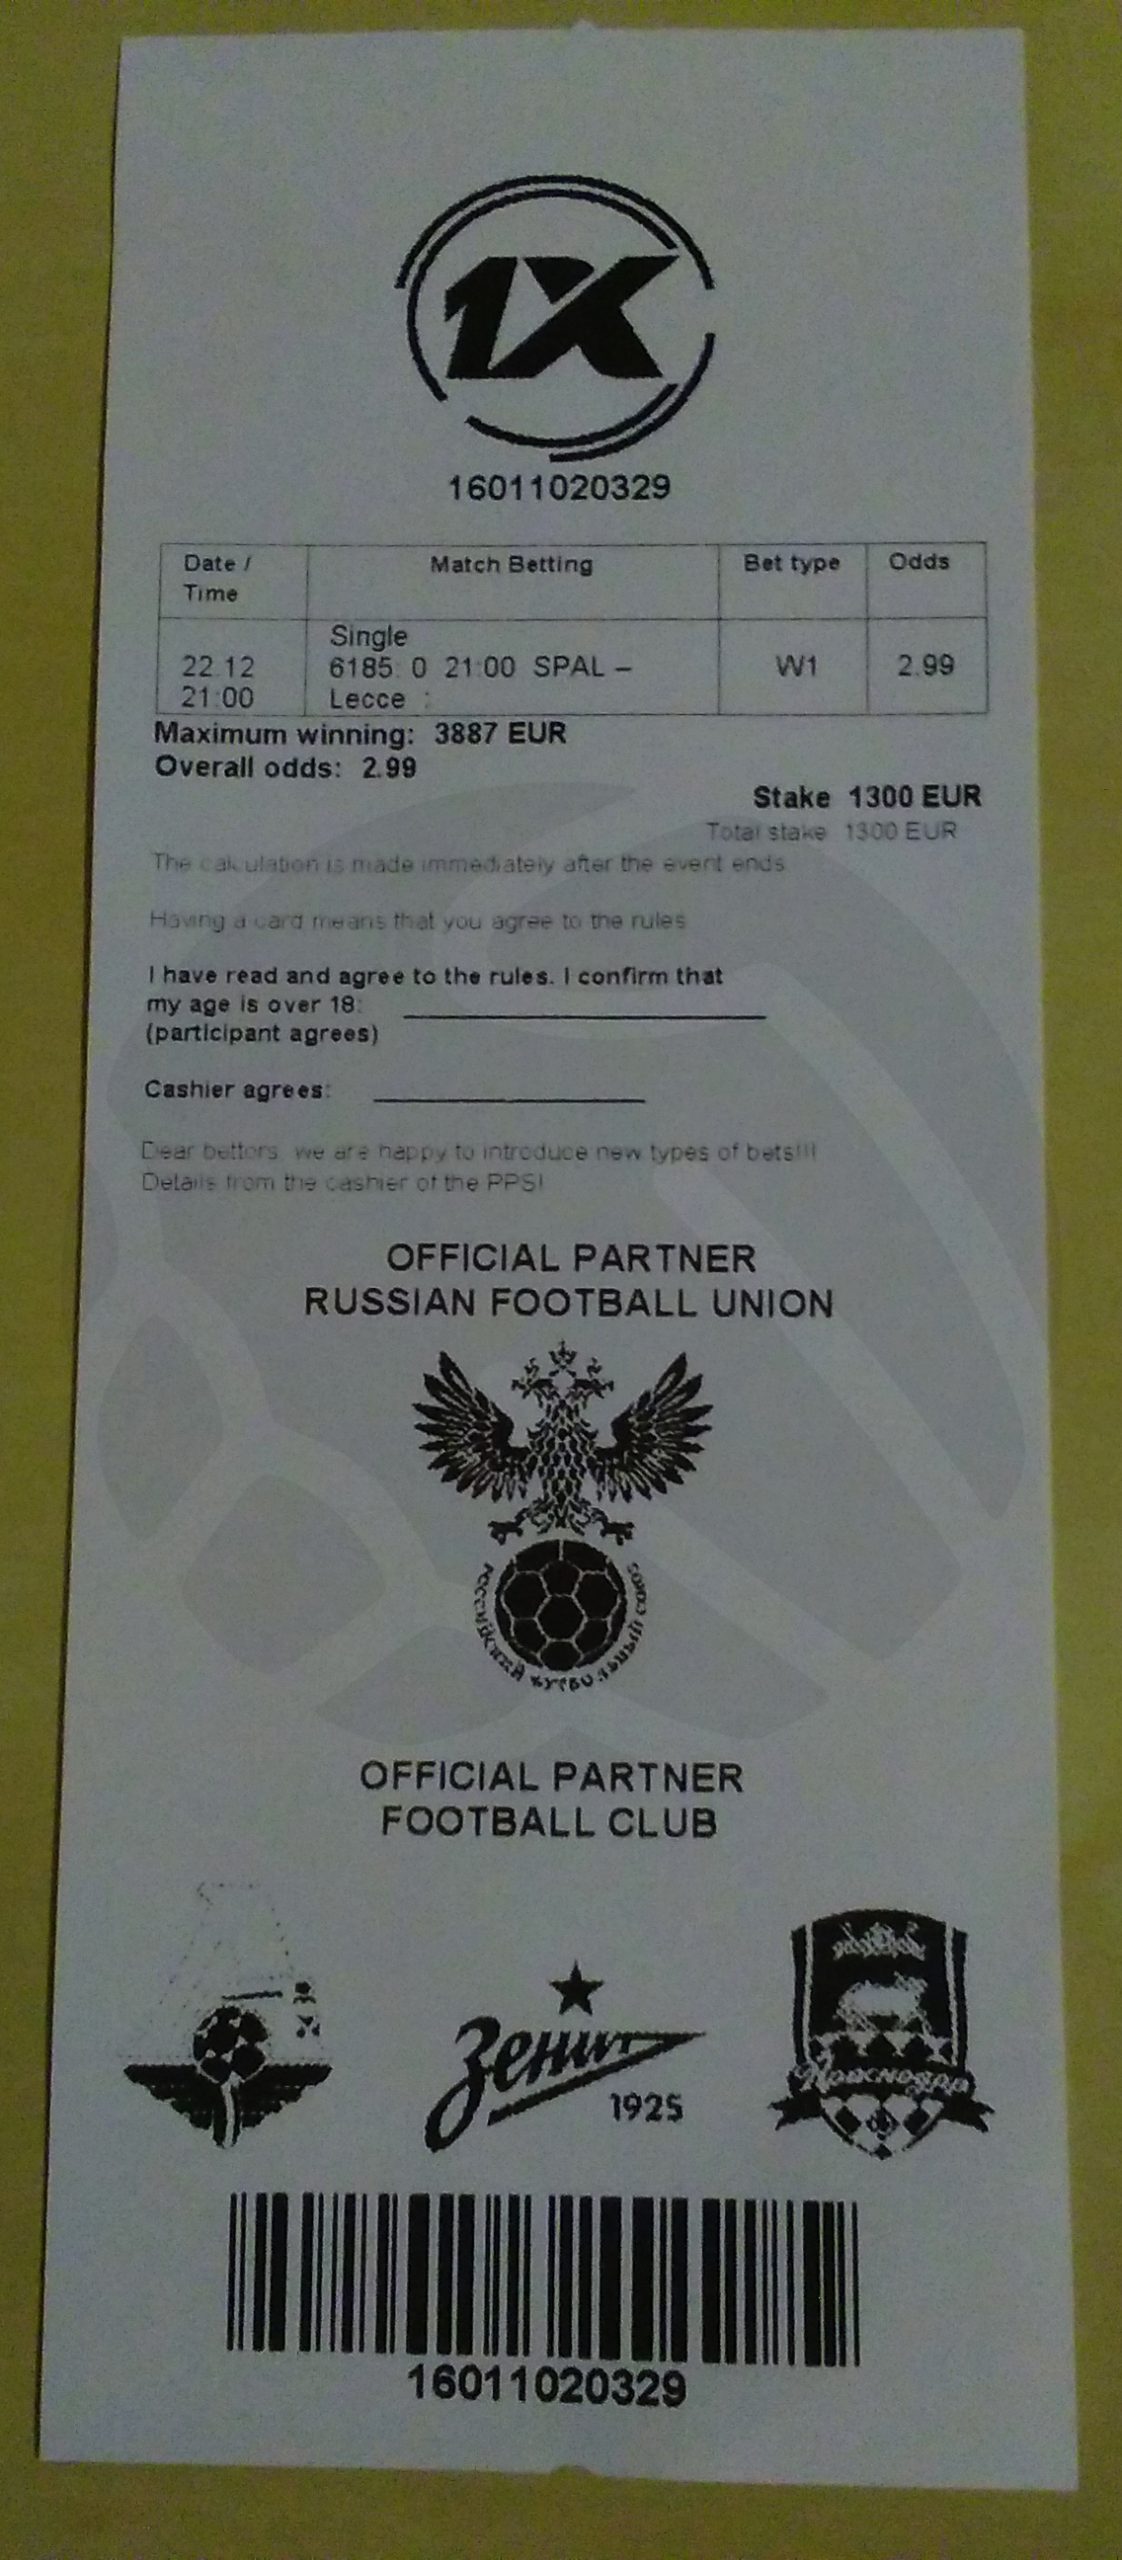 1X
16011020329
Date / Time Match Betting Bet type Odds
Single
22.12 6185. 0 21:00 SPAL – W1 2.99
21:00 Lecce :
Maximum winning: 3887 EUR
Overall odds: 2.99
Stake 1300 EUR
Total stake 1300 EUR
The calculation is made immediately after the event ends
Having a card means that you agree to the rules
I have read and agree to the rules. I confirm that
my age is over 18:
(participant agrees)
Cashier agrees:
Dear bettors, we are happy to introduce new types of bets!!!
Details from the cashier of the PPS!
OFFICIAL PARTNER
RUSSIAN FOOTBALL UNION
российский футбольный союз
OFFICIAL PARTNER
FOOTBALL CLUB
Зенит
1925
Краснодар
16011020329